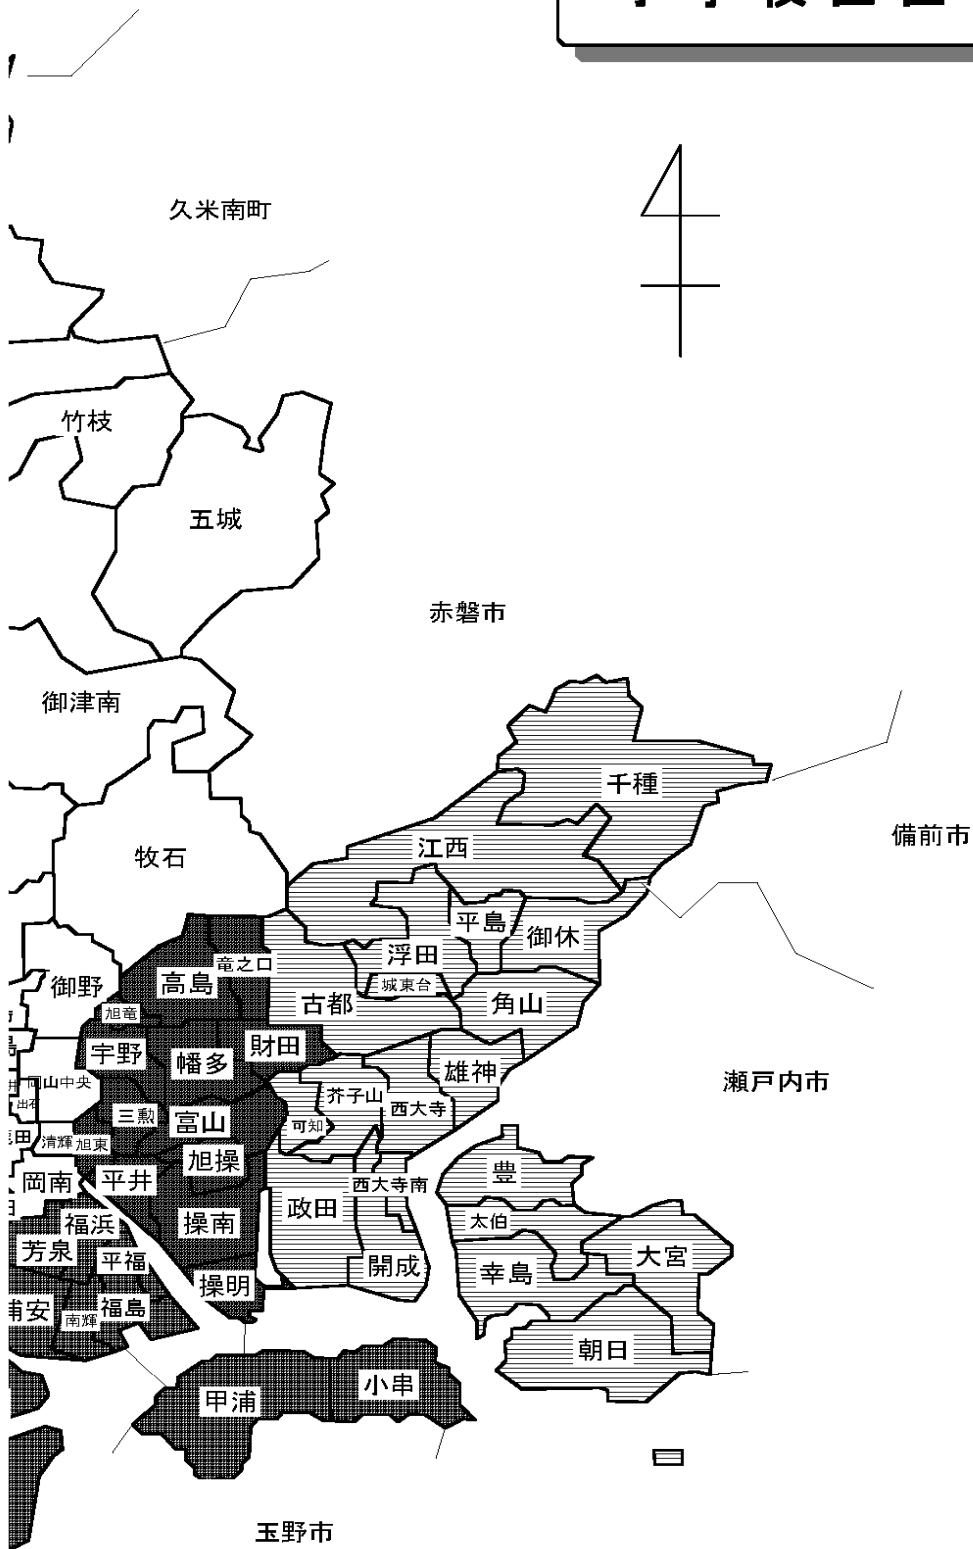 久米南町
竹枝
五城
赤磐市
御津南
千種
備前市
江西
牧石
平島
御休
浮田
竜之口
高島
御野
城東台
古都
角山
旭竜
財田
宇野
幡多
雄神
岡山中央
瀬戸内市
芥子山
出石
西大寺
三勲
富山
可知
清輝
旭東
旭操
豊
岡南
平井
西大寺南
政田
福浜
操南
太伯
芳泉
平福
大宮
開成
幸島
操明
浦安
福島
南輝
朝日
小串
甲浦
玉野市